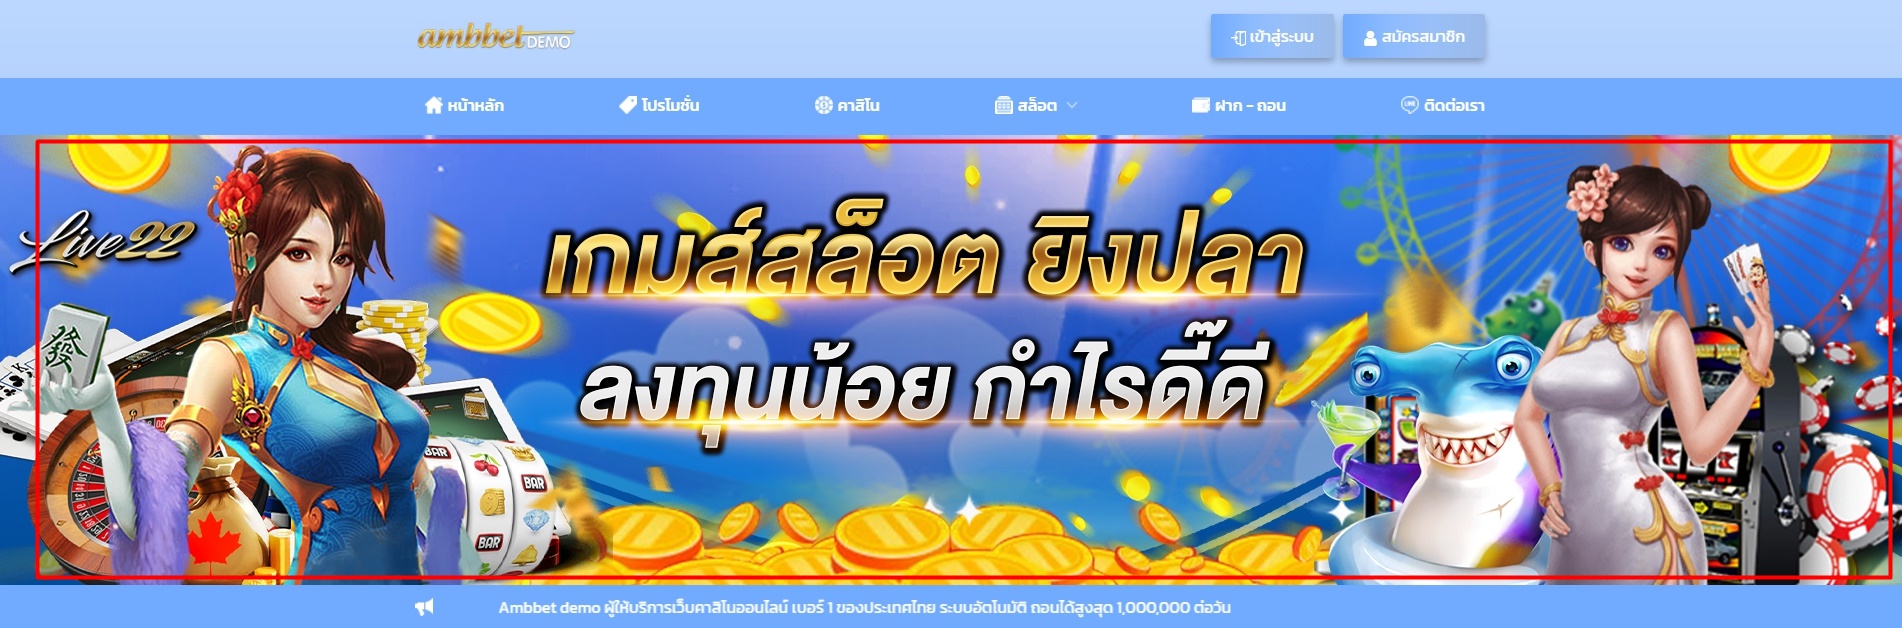 ambbet DEMO
เข้าสู่ระบบ
สมัครสมาชิก
หน้าหลัก
โปรโมชั่น
คาสิโน
สล็อต
ฝาก - ถอน
ติดต่อเรา
Live22
เกมส์สล็อต ยิงปลา
ลงทุนน้อย กำไรดี๊ดี
發
BAR
BAR
BAR
Ambbet demo ผู้ให้บริการเว็บคาสิโนออนไลน์ เบอร์ 1 ของประเทศไทย ระบบอัตโนมัติ ถอนได้สูงสุด 1,000,000 ต่อวัน